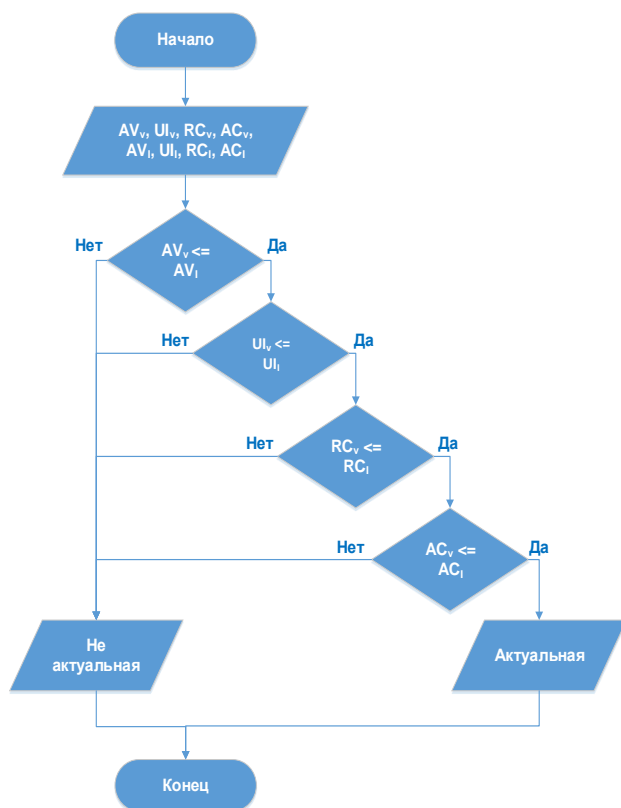 Начало
AVᵥ, UIᵥ, RCᵥ, ACᵥ,
AVₗ, UIₗ, RCₗ, ACₗ
Нет
AVᵥ <=
AVₗ
Да
Нет
UIᵥ <=
UIₗ
Да
Нет
RCᵥ <=
RCₗ
Да
Нет
ACᵥ <=
ACₗ
Да
Не
актуальная
Актуальная
Конец